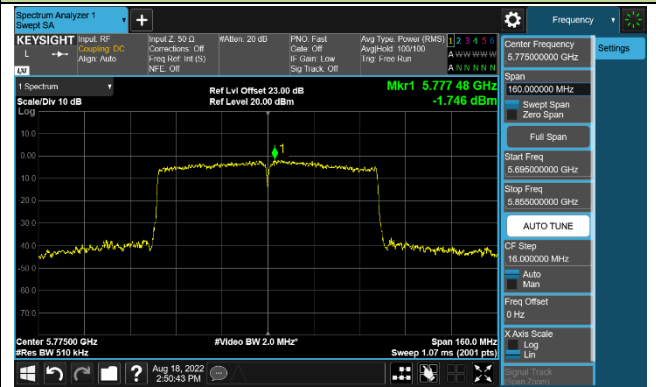 Spectrum Analyzer 1
Swept SA
+
Frequency
KEYSIGHT
L
LXI
Input: RF
Coupling: DC
Align: Auto
Input Z: 50 Ω
Corrections: Off
Freq Ref: Int (S)
NFE: Off
#Atten: 20 dB
PNO: Fast
Gate: Off
IF Gain: Low
Sig Track: Off
Avg Type: Power (RMS)
Avg|Hold: 100/100
Trig: Free Run
1 2 3 4 5 6
A W W W W W
A N N N N N
1 Spectrum
Scale/Div 10 dB
Log
Ref Lvl Offset 23.00 dB
Ref Level 20.00 dBm
Mkr1 5.777 48 GHz
-1.746 dBm
10.0
0.00
-10.0
-20.0
-30.0
-40.0
-50.0
-60.0
-70.0
1
Center 5.77500 GHz
#Res BW 510 kHz
#Video BW 2.0 MHz*
Span 160.0 MHz
Sweep 1.07 ms (2001 pts)
Aug 18, 2022
2:50:43 PM
?
Center Frequency
5.775000000 GHz
Settings
Span
160.000000 MHz
Swept Span
Zero Span
Full Span
Start Freq
5.695000000 GHz
Stop Freq
5.855000000 GHz
AUTO TUNE
CF Step
16.000000 MHz
Auto
Man
Freq Offset
0 Hz
X Axis Scale
Log
Lin
Signal Track
(Span Zoom)